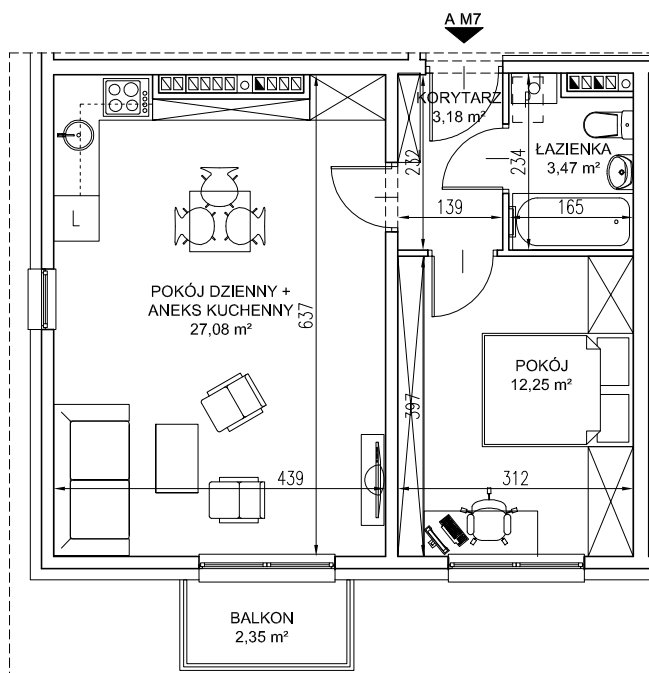 A M7
KORYTARZ
3,18 m²
ŁAZIENKA
3,47 m²
232
234
139
165
L
POKÓJ DZIENNY +
ANEKS KUCHENNY
27,08 m²
637
POKÓJ
12,25 m²
397
439
312
BALKON
2,35 m²